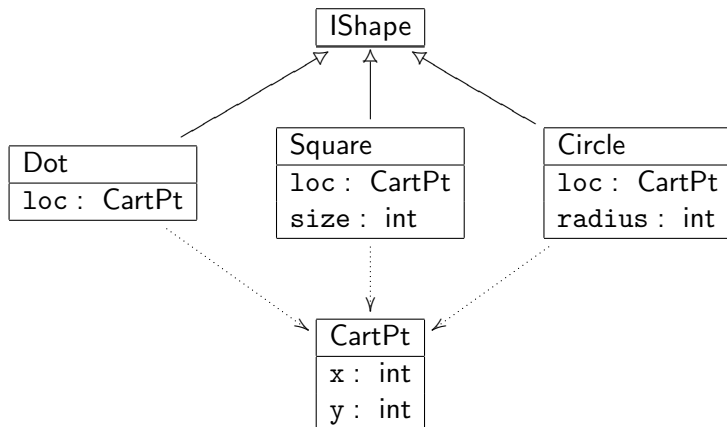 IShape
Dot
loc : CartPt
Square
loc : CartPt
size : int
Circle
loc : CartPt
radius : int
CartPt
x : int
y : int